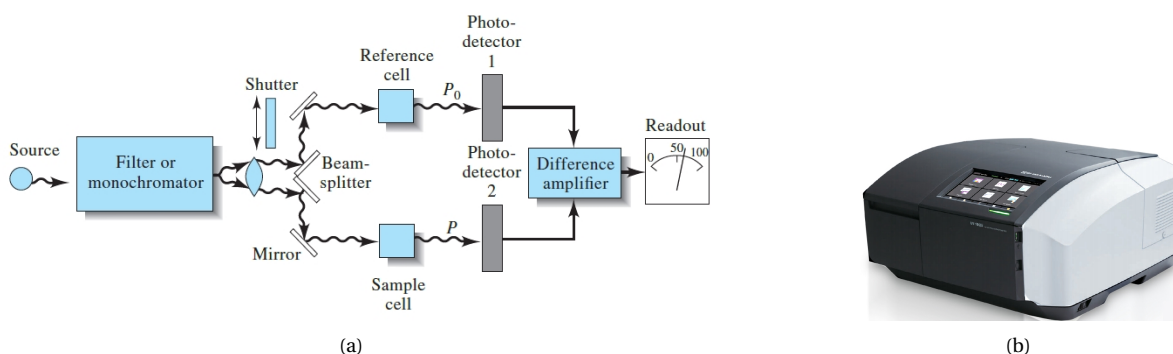 Photo-
detector
1
Reference
cell
Shutter
P0
Readout
Source
Filter or
monochromator
Beam-
splitter
Photo-
detector
2
Difference
amplifier
0 50 100
P
Mirror
Sample
cell
(a)
(b)